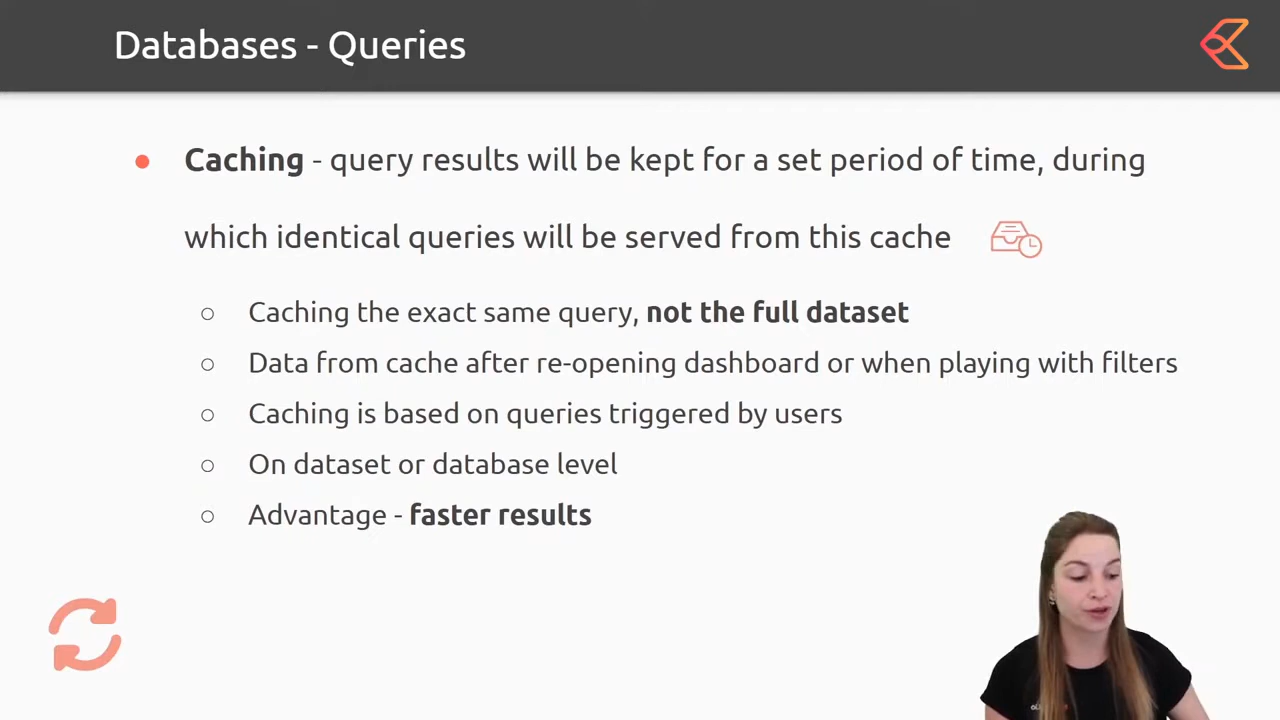 Databases - Queries
● Caching - query results will be kept for a set period of time, during
which identical queries will be served from this cache
○ Caching the exact same query, not the full dataset
○ Data from cache after re-opening dashboard or when playing with filters
○ Caching is based on queries triggered by users
○ On dataset or database level
○ Advantage - faster results